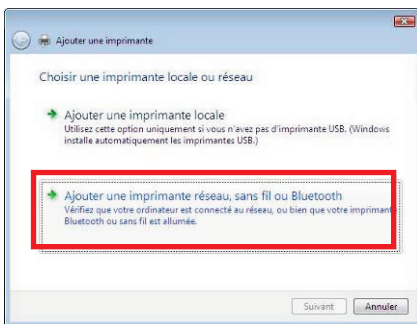 Ajouter une imprimante
Choisir une imprimante locale ou réseau
Ajouter une imprimante locale
Utilisez cette option uniquement si vous n'avez pas d'imprimante USB. (Windows
installe automatiquement les imprimantes USB.)
Ajouter une imprimante réseau, sans fil ou Bluetooth
Vérifiez que votre ordinateur est connecté au réseau, ou bien que votre imprimante
Bluetooth ou sans fil est allumée.
Suivant Annuler